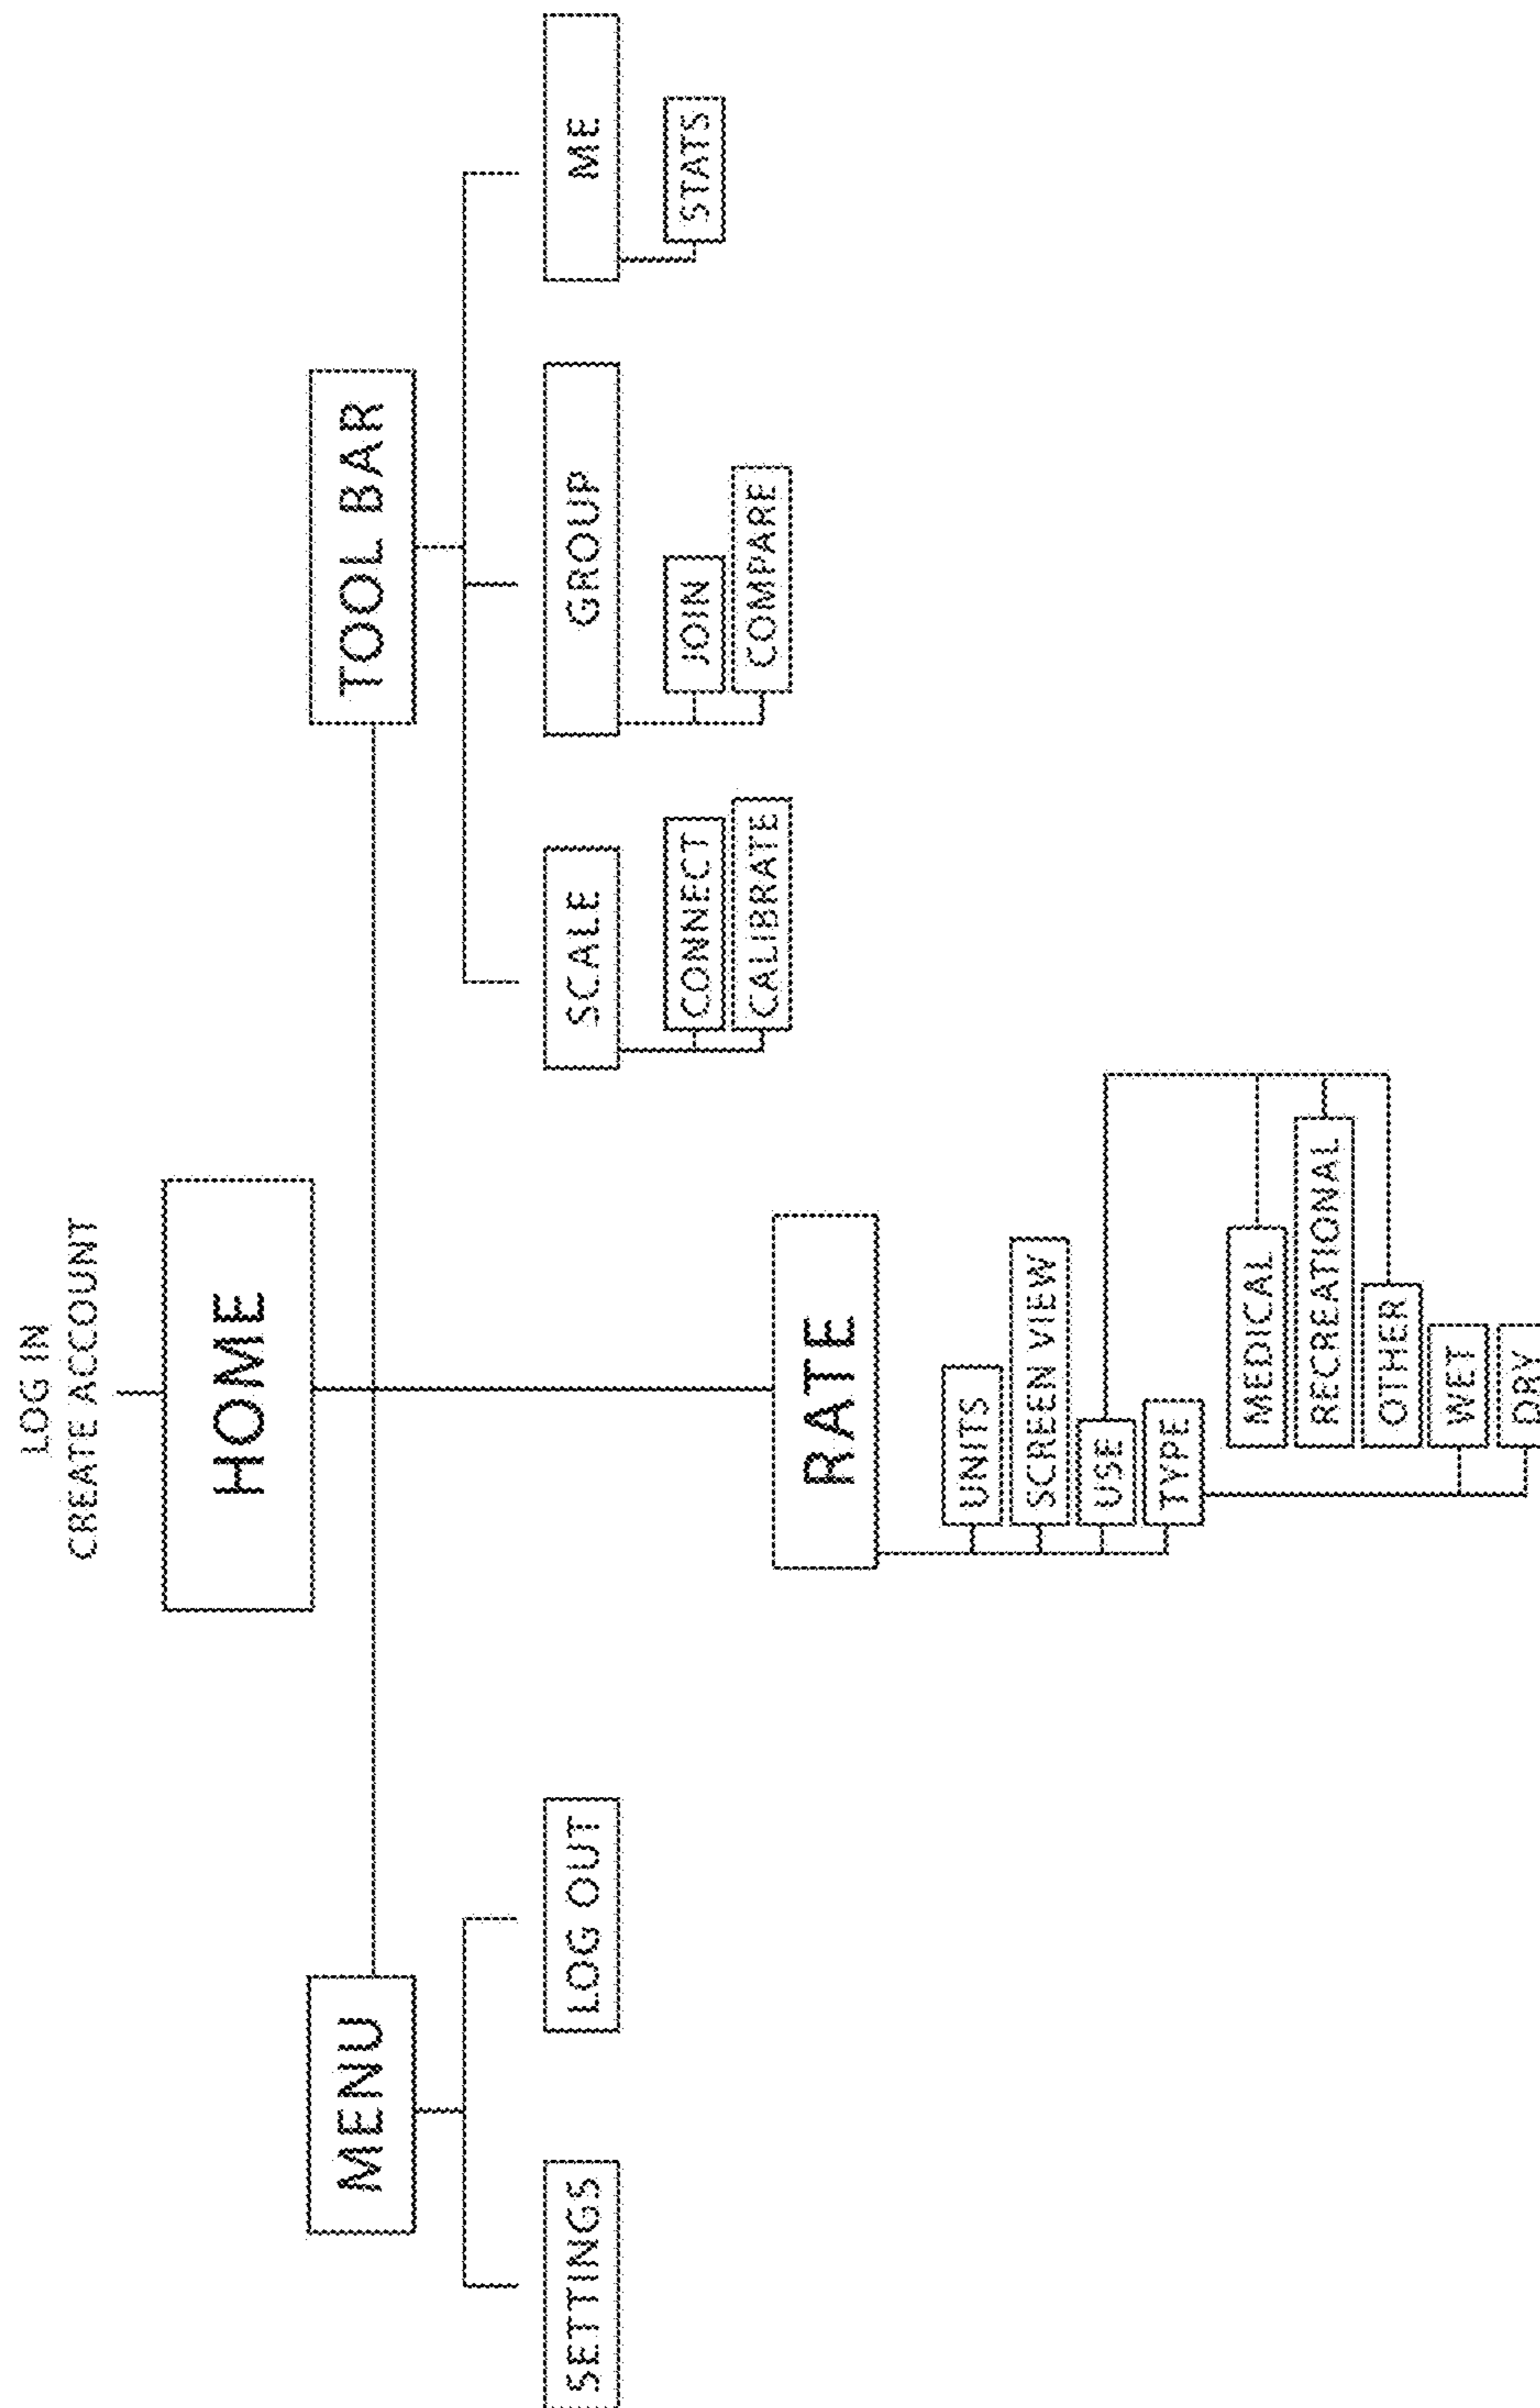 LOG IN
CREATE ACCOUNT
HOME
MENU
TOOL BAR
SETTINGS
LOG OUT
SCALE
GROUP
ME
CONNECT
CALIBRATE
JOIN
COMPARE
STATS
RATE
UNITS
SCREEN VIEW
USE
TYPE
MEDICAL
RECREATIONAL
OTHER
WET
DRY